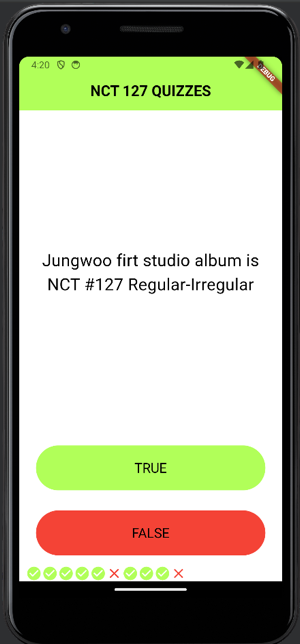 4:20
DEBUG
NCT 127 QUIZZES
Jungwoo firt studio album is
NCT #127 Regular-Irregular
TRUE
FALSE